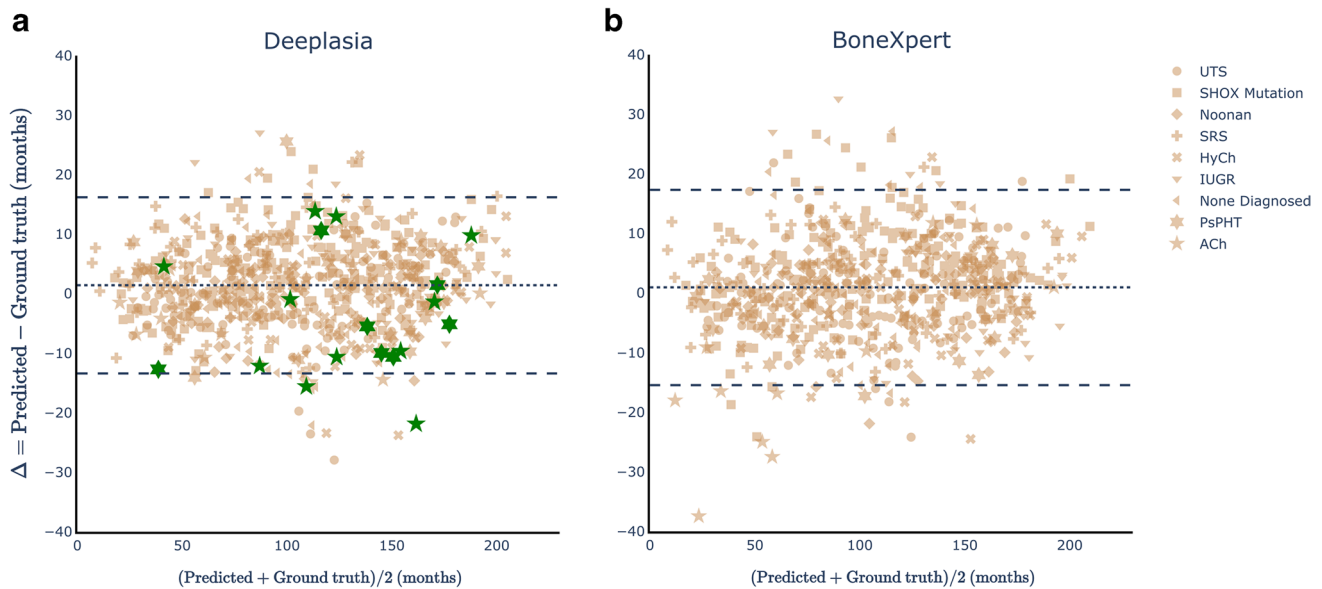 a
b
Deeplasia
BoneXpert
Δ = Predicted − Ground truth (months)
40
30
20
10
0
−10
−20
−30
−40
0
50
100
150
200
(Predicted + Ground truth)/2 (months)
40
30
20
10
0
−10
−20
−30
−40
0
50
100
150
200
(Predicted + Ground truth)/2 (months)
UTS
SHOX Mutation
Noonan
SRS
HyCh
IUGR
None Diagnosed
PsPHT
ACh